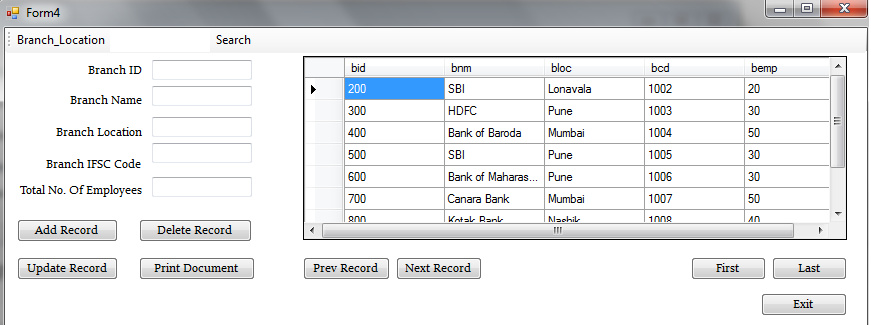 Form4
Branch_Location Search
Branch ID
Branch Name
Branch Location
Branch IFSC Code
Total No. Of Employees
Add Record Delete Record
Update Record Print Document
bid bnm bloc bcd bemp
200 SBI Lonavala 1002 20
300 HDFC Pune 1003 30
400 Bank of Baroda Mumbai 1004 50
500 SBI Pune 1005 30
600 Bank of Maharas... Pune 1006 30
700 Canara Bank Mumbai 1007 50
800 Kotak Bank Nashik 1008 40
Prev Record Next Record First Last
Exit